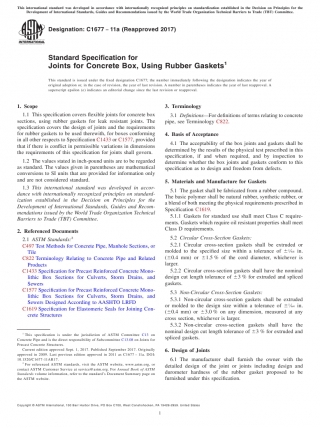 This international standard was developed in accordance with internationally recognized principles on standardization established in the Decision on Principles for the
Development of International Standards, Guides and Recommendations issued by the World Trade Organization Technical Barriers to Trade (TBT) Committee.
Designation: C1677 – 11a (Reapproved 2017)
Standard Specification for
Joints for Concrete Box, Using Rubber Gaskets1
This standard is issued under the fixed designation C1677; the number immediately following the designation indicates the year of
original adoption or, in the case of revision, the year of last revision. A number in parentheses indicates the year of last reapproval. A
superscript epsilon (ε) indicates an editorial change since the last revision or reapproval.
1. Scope
1.1 This specification covers flexible joints for concrete box
sections, using rubber gaskets for leak resistant joints. The
specification covers the design of joints and the requirements
for rubber gaskets to be used therewith, for boxes conforming
in all other respects to Specification C1433 or C1577, provided
that if there is conflict in permissible variations in dimensions
the requirements of this specification for joints shall govern.
1.2 The values stated in inch-pound units are to be regarded
as standard. The values given in parentheses are mathematical
conversions to SI units that are provided for information only
and are not considered standard.
1.3 This international standard was developed in accor-
dance with internationally recognized principles on standard-
ization established in the Decision on Principles for the
Development of International Standards, Guides and Recom-
mendations issued by the World Trade Organization Technical
Barriers to Trade (TBT) Committee.
2. Referenced Documents
2.1 ASTM Standards:2
C497 Test Methods for Concrete Pipe, Manhole Sections, or
Tile
C822 Terminology Relating to Concrete Pipe and Related
Products
C1433 Specification for Precast Reinforced Concrete Mono-
lithic Box Sections for Culverts, Storm Drains, and
Sewers
C1577 Specification for Precast Reinforced Concrete Mono-
lithic Box Sections for Culverts, Storm Drains, and
Sewers Designed According to AASHTO LRFD
C1619 Specification for Elastomeric Seals for Joining Con-
crete Structures
1 This specification is under the jurisdiction of ASTM Committee C13 on
Concrete Pipe and is the direct responsibility of Subcommittee
Precast Concrete Structures.
Current edition approved Sept. 1, 2017. Published September 2017. Originally
approved in 2009. Last previous edition approved in 2011 as C1677 – 11a. DOI:
10.1520/C1677-11AR17.
2 For referenced ASTM standards, visit the ASTM website, www.astm.org, or
contact ASTM Customer Service at service@astm.org. For Annual Book of ASTM
Standards volume information, refer to the standard's Document Summary page on
the ASTM website.
3. Terminology
3.1 Definitions—For definitions of terms relating to concrete
pipe, see Terminology C822.
4. Basis of Acceptance
4.1 The acceptability of the box joints and gaskets shall be
determined by the results of the physical test prescribed in this
specification, if and when required, and by inspection to
determine whether the box joints and gaskets conform to this
specification as to design and freedom from defects.
5. Materials and Manufacture for Gaskets
5.1 The gasket shall be fabricated from a rubber compound.
The basic polymer shall be natural rubber, synthetic rubber, or
a blend of both meeting the physical requirements prescribed in
Specification C1619.
5.1.1 Gaskets for standard use shall meet Class C require-
ments. Gaskets which require oil resistant properties shall meet
Class D requirements.
5.2 Circular Cross-Section Gaskets:
5.2.1 Circular cross-section gaskets shall be extruded or
molded to the size within a tolerance of ± in.
(±0.4 mm) or ±1.5 % of the cord diameter, whichever is
larger.
5.2.2 Circular cross-section gaskets shall have the nominal
design cut length tolerance of ±3 % for extruded and spliced
gaskets.
5.3 Non-Circular Cross-Section Gaskets:
5.3.1 Non-circular cross-section gaskets shall be extruded
or molded to the design size within a tolerance of ± in.
(±0.4 mm) or ±3.0 % on any dimension, measured at any
cross section, whichever is larger.
5.3.2 Non-circular cross-section gaskets shall have the
nominal design cut length tolerance of ±3 % for extruded and
spliced gaskets.
6. Design of Joints
6.1 The manufacturer shall furnish the owner with the
detailed design of the joint or joints including design and
durometer hardness of the rubber gasket proposed to be
furnished under this specification.
Copyright © ASTM International, 100 Barr Harbor Drive, PO Box C700, West Conshohocken, PA 19428-2959. United States
1